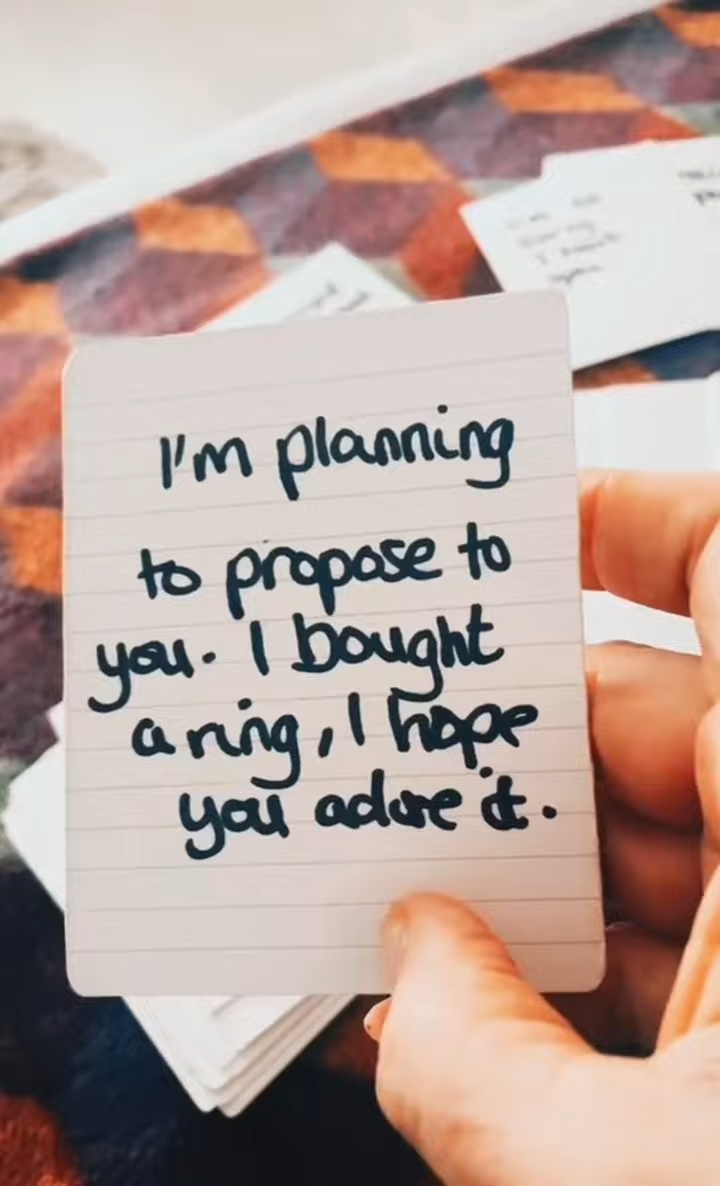 I'm planning
to propose to
you. I bought
a ring, I hope
you adore it.